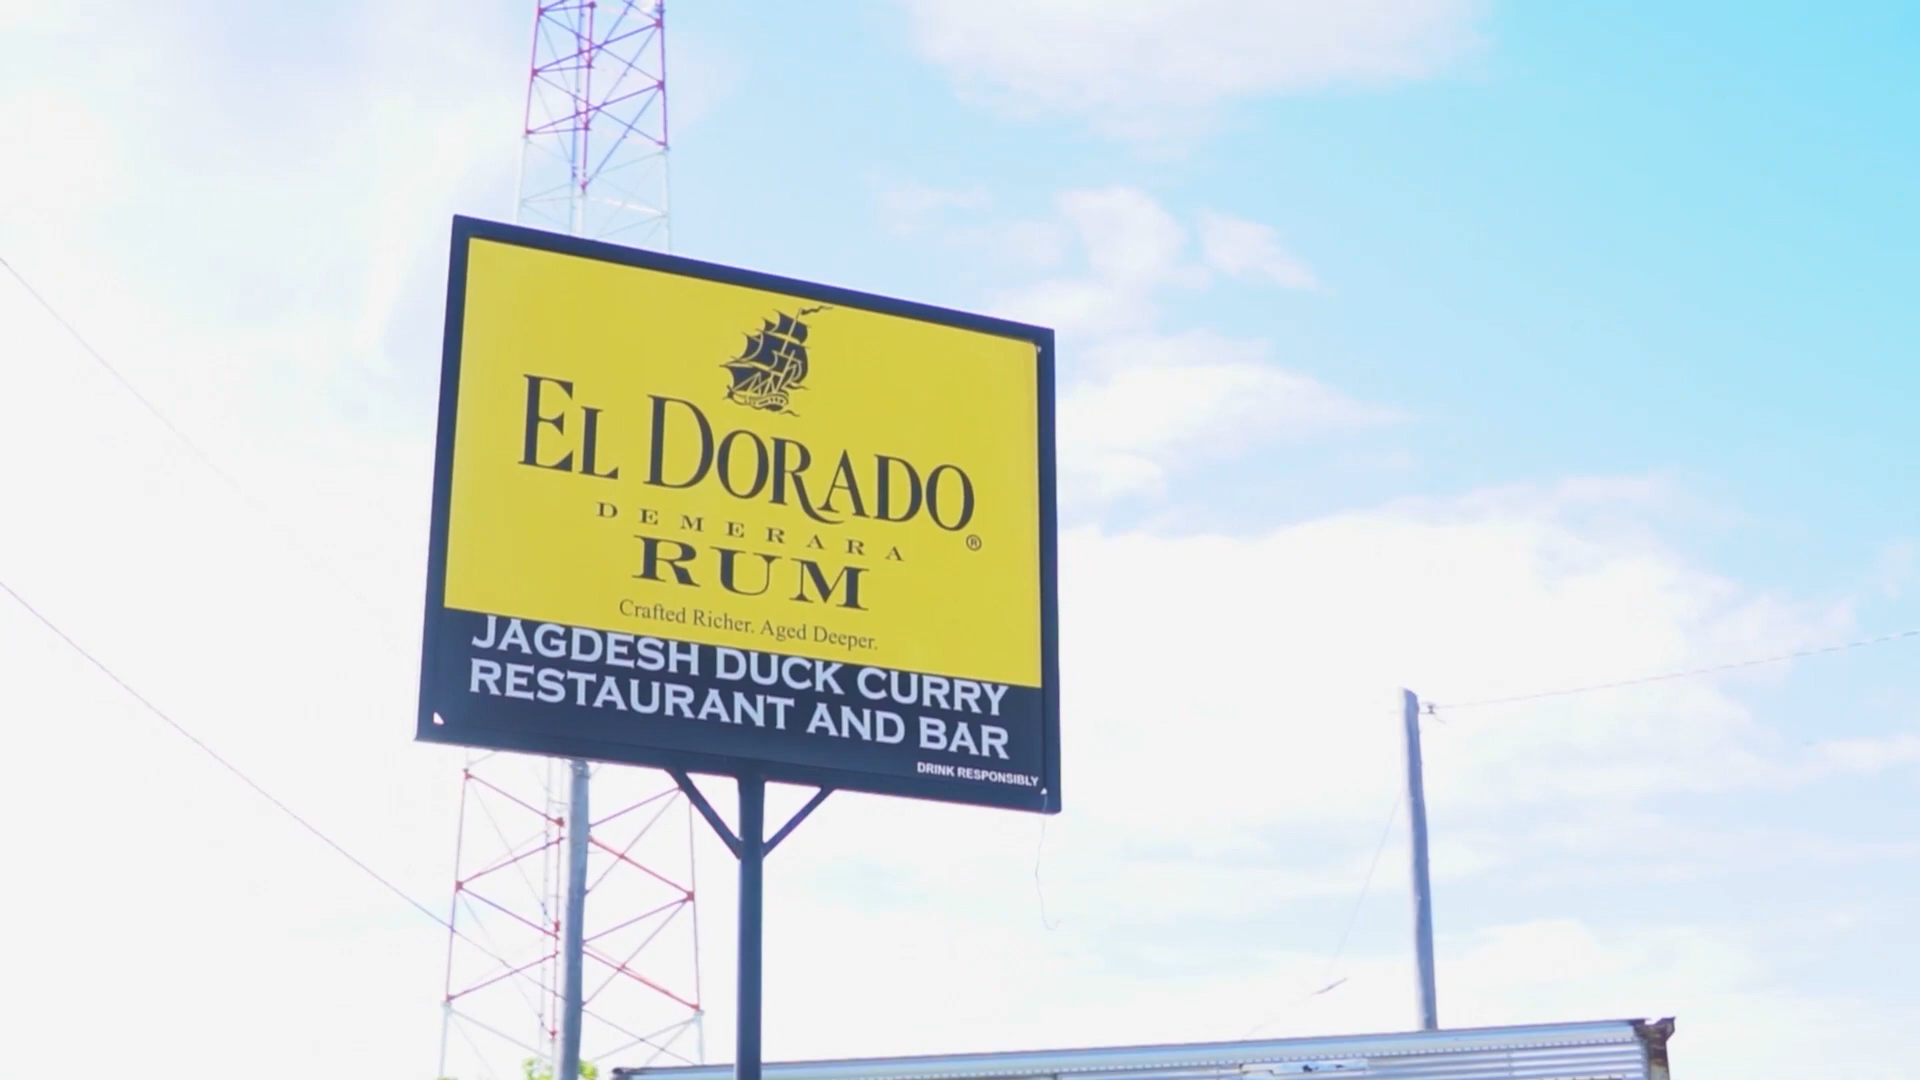 EL DORADO®
DEMERARA
RUM
Crafted Richer. Aged Deeper.
JAGDESH DUCK CURRY
RESTAURANT AND BAR
DRINK RESPONSIBLY